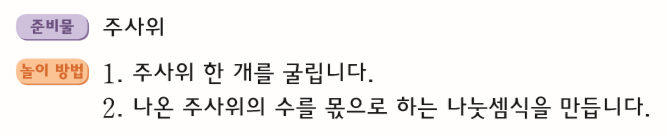 준비물 주사위
놀이 방법 1. 주사위 한 개를 굴립니다.
2. 나온 주사위의 수를 몫으로 하는 나눗셈식을 만듭니다.